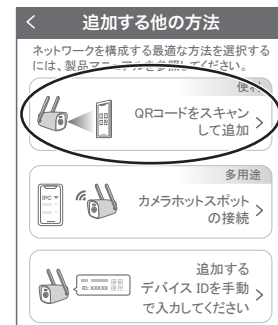 < 追加する他の方法
ネットワークを構成する最適な方法を選択する
には、製品マニュアルを参照してください。
便利
QRコードをスキャン
して追加 >
多用途
IPC
カメラホットスポット
の接続 >
追加する
デバイス IDを手動
で入力してください >
ID: XXXXX